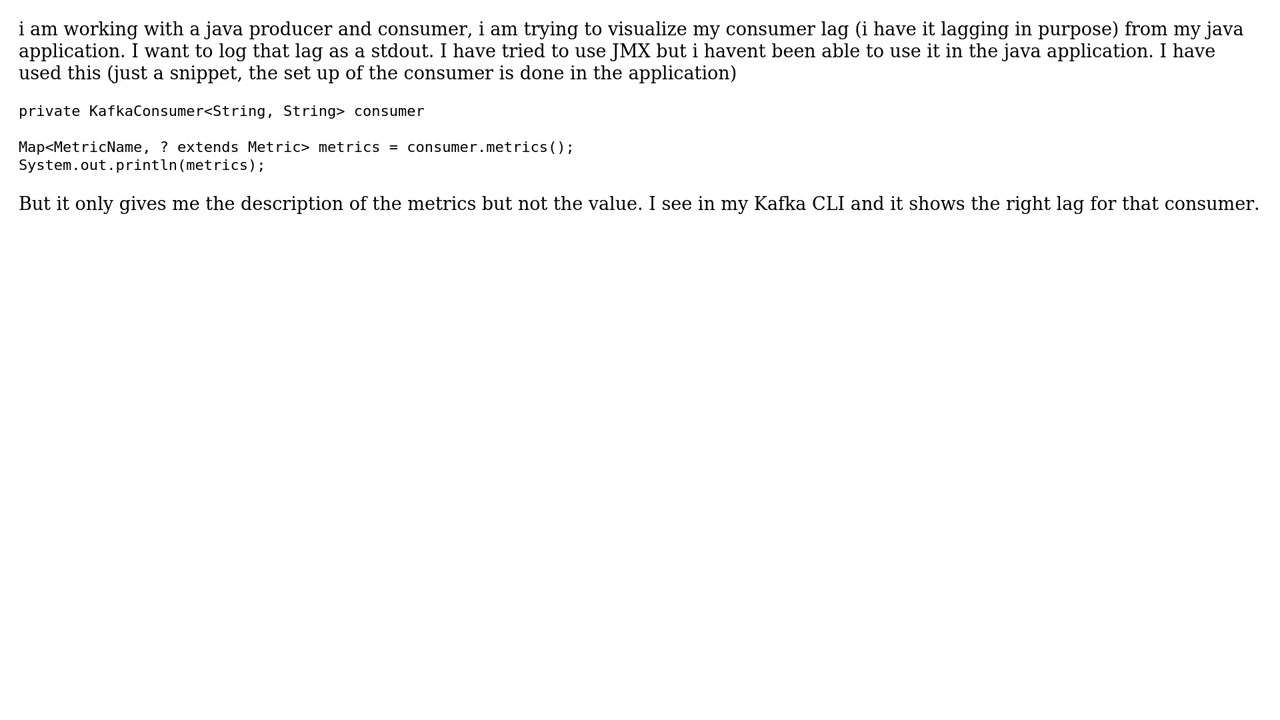 i am working with a java producer and consumer, i am trying to visualize my consumer lag (i have it lagging in purpose) from my java
application. I want to log that lag as a stdout. I have tried to use JMX but i havent been able to use it in the java application. I have
used this (just a snippet, the set up of the consumer is done in the application)
private KafkaConsumer<String, String> consumer
Map<MetricName, ? extends Metric> metrics = consumer.metrics();
System.out.println(metrics);
But it only gives me the description of the metrics but not the value. I see in my Kafka CLI and it shows the right lag for that consumer.